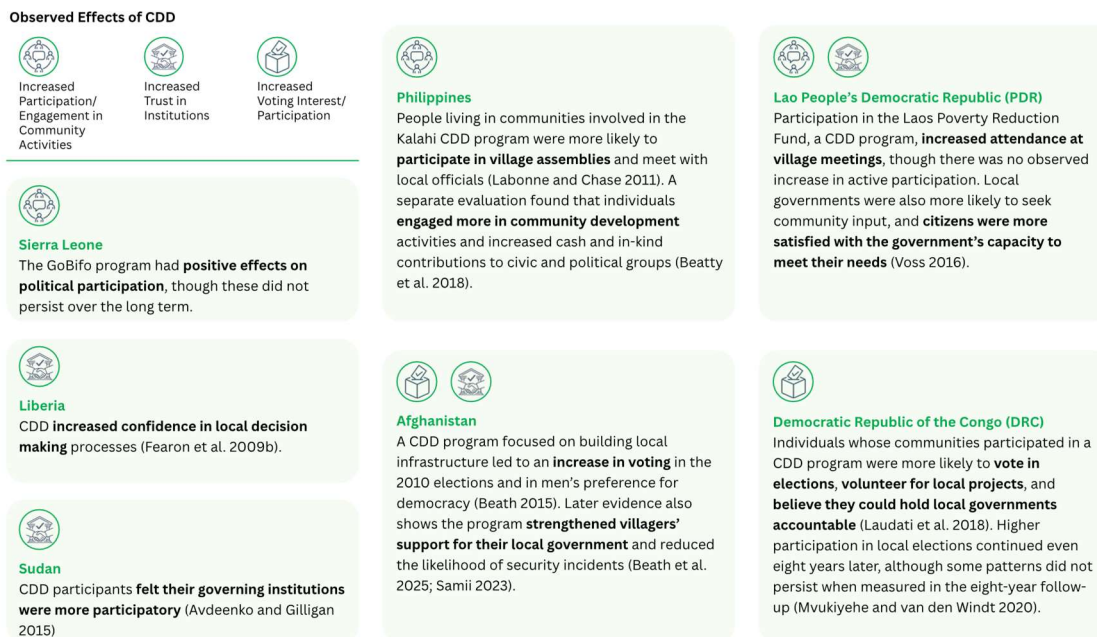 Observed Effects of CDD
Increased
Participation/
Engagement in
Community
Activities
Increased
Trust in
Institutions
Increased
Voting Interest/
Participation
Sierra Leone
The GoBifo program had positive effects on
political participation, though these did not
persist over the long term.
Liberia
CDD increased confidence in local decision
making processes (Fearon et al. 2009b).
Sudan
CDD participants felt their governing institutions
were more participatory (Avdeenko and Gilligan
2015)
Philippines
People living in communities involved in the
Kalahi CDD program were more likely to
participate in village assemblies and meet with
local officials (Labonne and Chase 2011). A
separate evaluation found that individuals
engaged more in community development
activities and increased cash and in-kind
contributions to civic and political groups (Beatty
et al. 2018).
Afghanistan
A CDD program focused on building local
infrastructure led to an increase in voting in the
2010 elections and in men's preference for
democracy (Beath 2015). Later evidence also
shows the program strengthened villagers'
support for their local government and reduced
the likelihood of security incidents (Beath et al.
2025; Samii 2023).
Lao People's Democratic Republic (PDR)
Participation in the Laos Poverty Reduction
Fund, a CDD program, increased attendance at
village meetings, though there was no observed
increase in active participation. Local
governments were also more likely to seek
community input, and citizens were more
satisfied with the government's capacity to
meet their needs (Voss 2016).
Democratic Republic of the Congo (DRC)
Individuals whose communities participated in a
CDD program were more likely to vote in
elections, volunteer for local projects, and
believe they could hold local governments
accountable (Laudati et al. 2018). Higher
participation in local elections continued even
eight years later, although some patterns did not
persist when measured in the eight-year follow-
up (Mvukiyehe and van den Windt 2020).